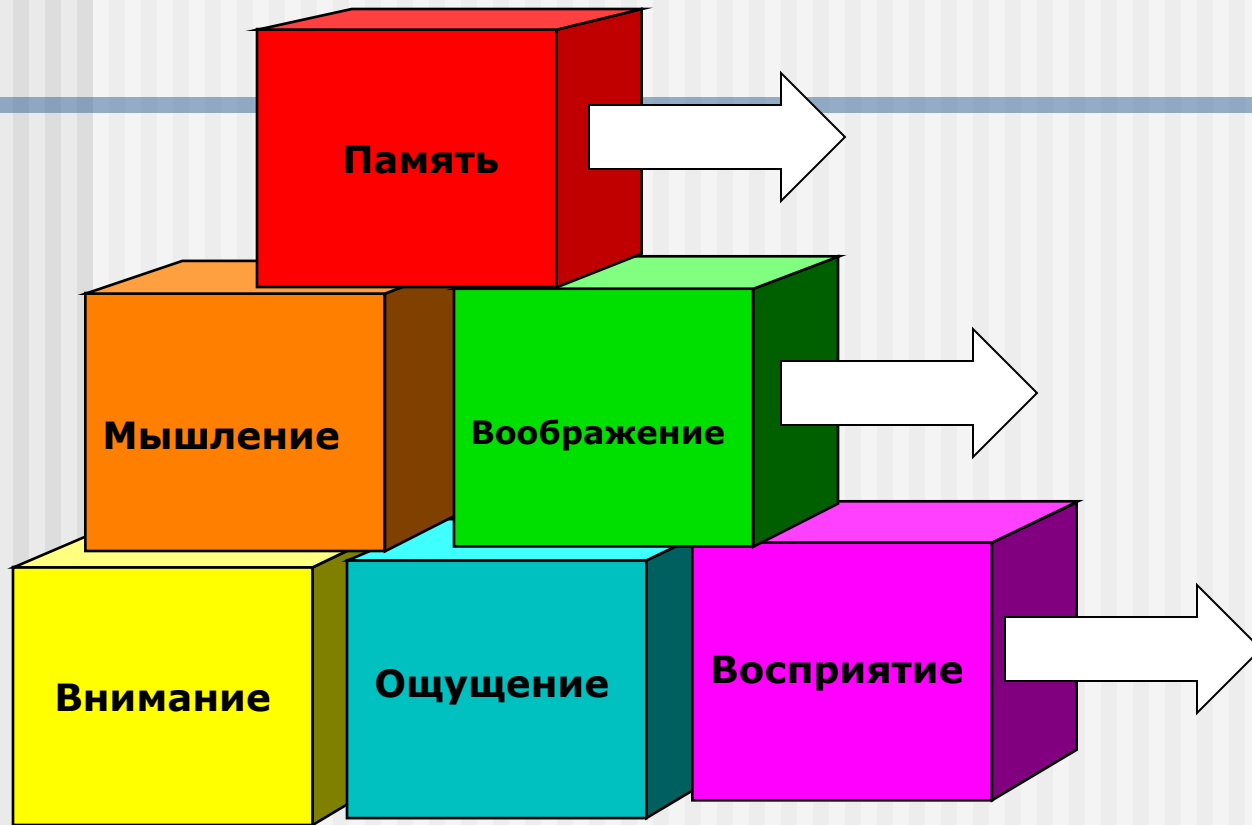 Память
Мышление
Воображение
Внимание
Ощущение
Восприятие